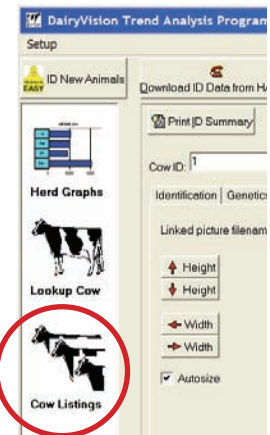 DairyVision Trend Analysis Program
Setup
EASY
ID New Animals
Download ID Data from HA
Print ID Summary
Cow ID: 1
Herd Graphs
Identification
Genetics
Linked picture filenam
Lookup Cow
Height
Height
Width
Width
Autosize
Cow Listings